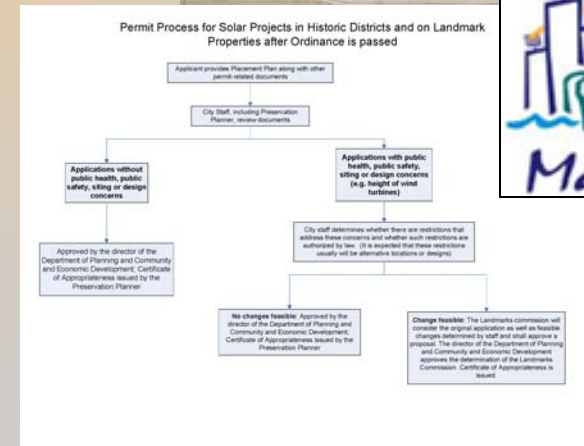 Permit Process for Solar Projects in Historic Districts and on Landmark
Properties after Ordinance is passed
Applicant provides Placement Plan along with other
permit-related documents
City Staff, including Preservation
Planner, review documents
Applications without
public health, public
safety, siting or design
concerns
Applications with public
health, public safety,
siting or design concerns
(e.g. height of wind
turbines)
Approved by the director of the
Department of Planning and Community
and Economic Development; Certificate
of Appropriateness issued by the
Preservation Planner
City staff determines whether there are restrictions that
address these concerns and whether such restrictions are
authorized by law. (It is expected that these restrictions
usually will be alternative locations or designs)
No changes feasible: Approved by the
director of the Department of Planning and
Community and Economic Development;
Certificate of Appropriateness issued by the
Preservation Planner
Change feasible: The Landmarks commission will
consider the original application as well as feasible
changes determined by staff and shall approve a
proposal. The director of the Department of Planning
and Community and Economic Development
approves the determination of the Landmarks
Commission. Certificate of Appropriateness is
issued